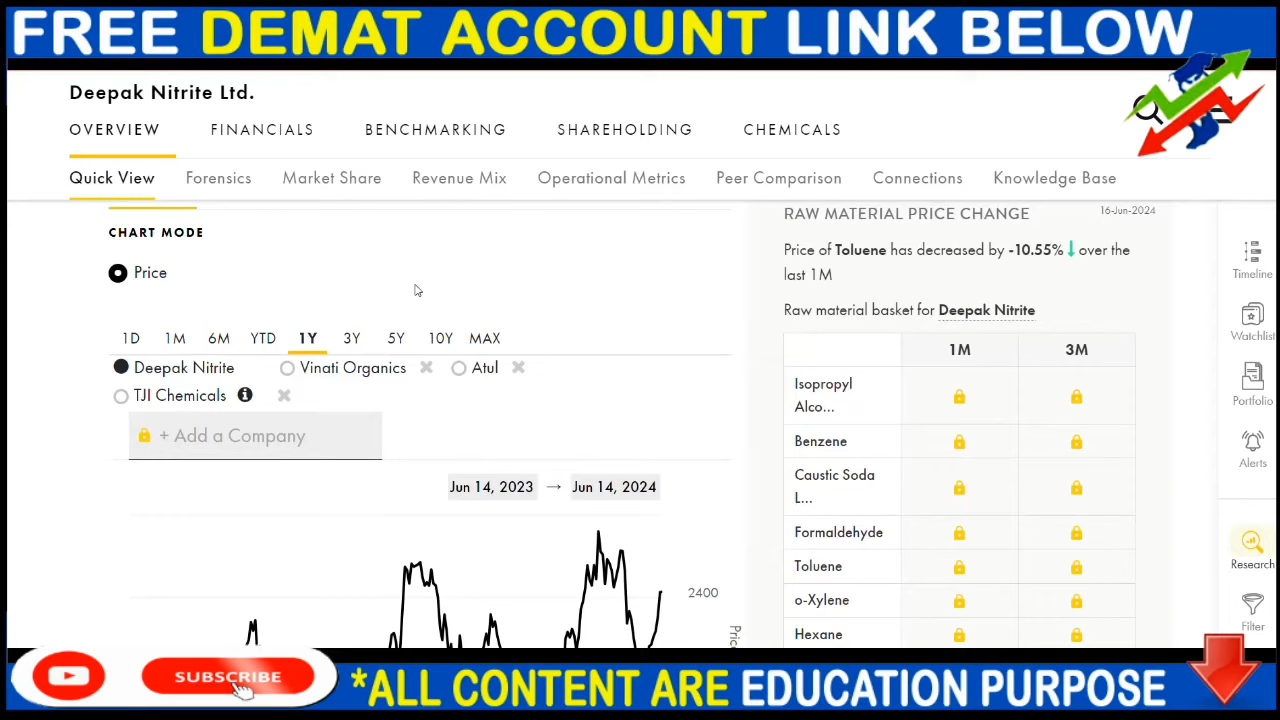 FREE DEMAT ACCOUNT LINK BELOW
Deepak Nitrite Ltd.
OVERVIEW FINANCIALS BENCHMARKING SHAREHOLDING CHEMICALS
Quick View Forensics Market Share Revenue Mix Operational Metrics Peer Comparison Connections Knowledge Base
CHART MODE
Price
1D 1M 6M YTD 1Y 3Y 5Y 10Y MAX
Deepak Nitrite Vinati Organics Atul
TJI Chemicals
+ Add a Company
Jun 14, 2023 → Jun 14, 2024
2400
Price
RAW MATERIAL PRICE CHANGE 16-Jun-2024
Price of Toluene has decreased by -10.55% over the
last 1M
Raw material basket for Deepak Nitrite
1M 3M
Isopropyl
Alco...
Benzene
Caustic Soda
L...
Formaldehyde
Toluene
o-Xylene
Hexane
Timeline
Watchlist
Portfolio
Alerts
Research
Filter
SUBSCRIBE
*ALL CONTENT ARE EDUCATION PURPOSE